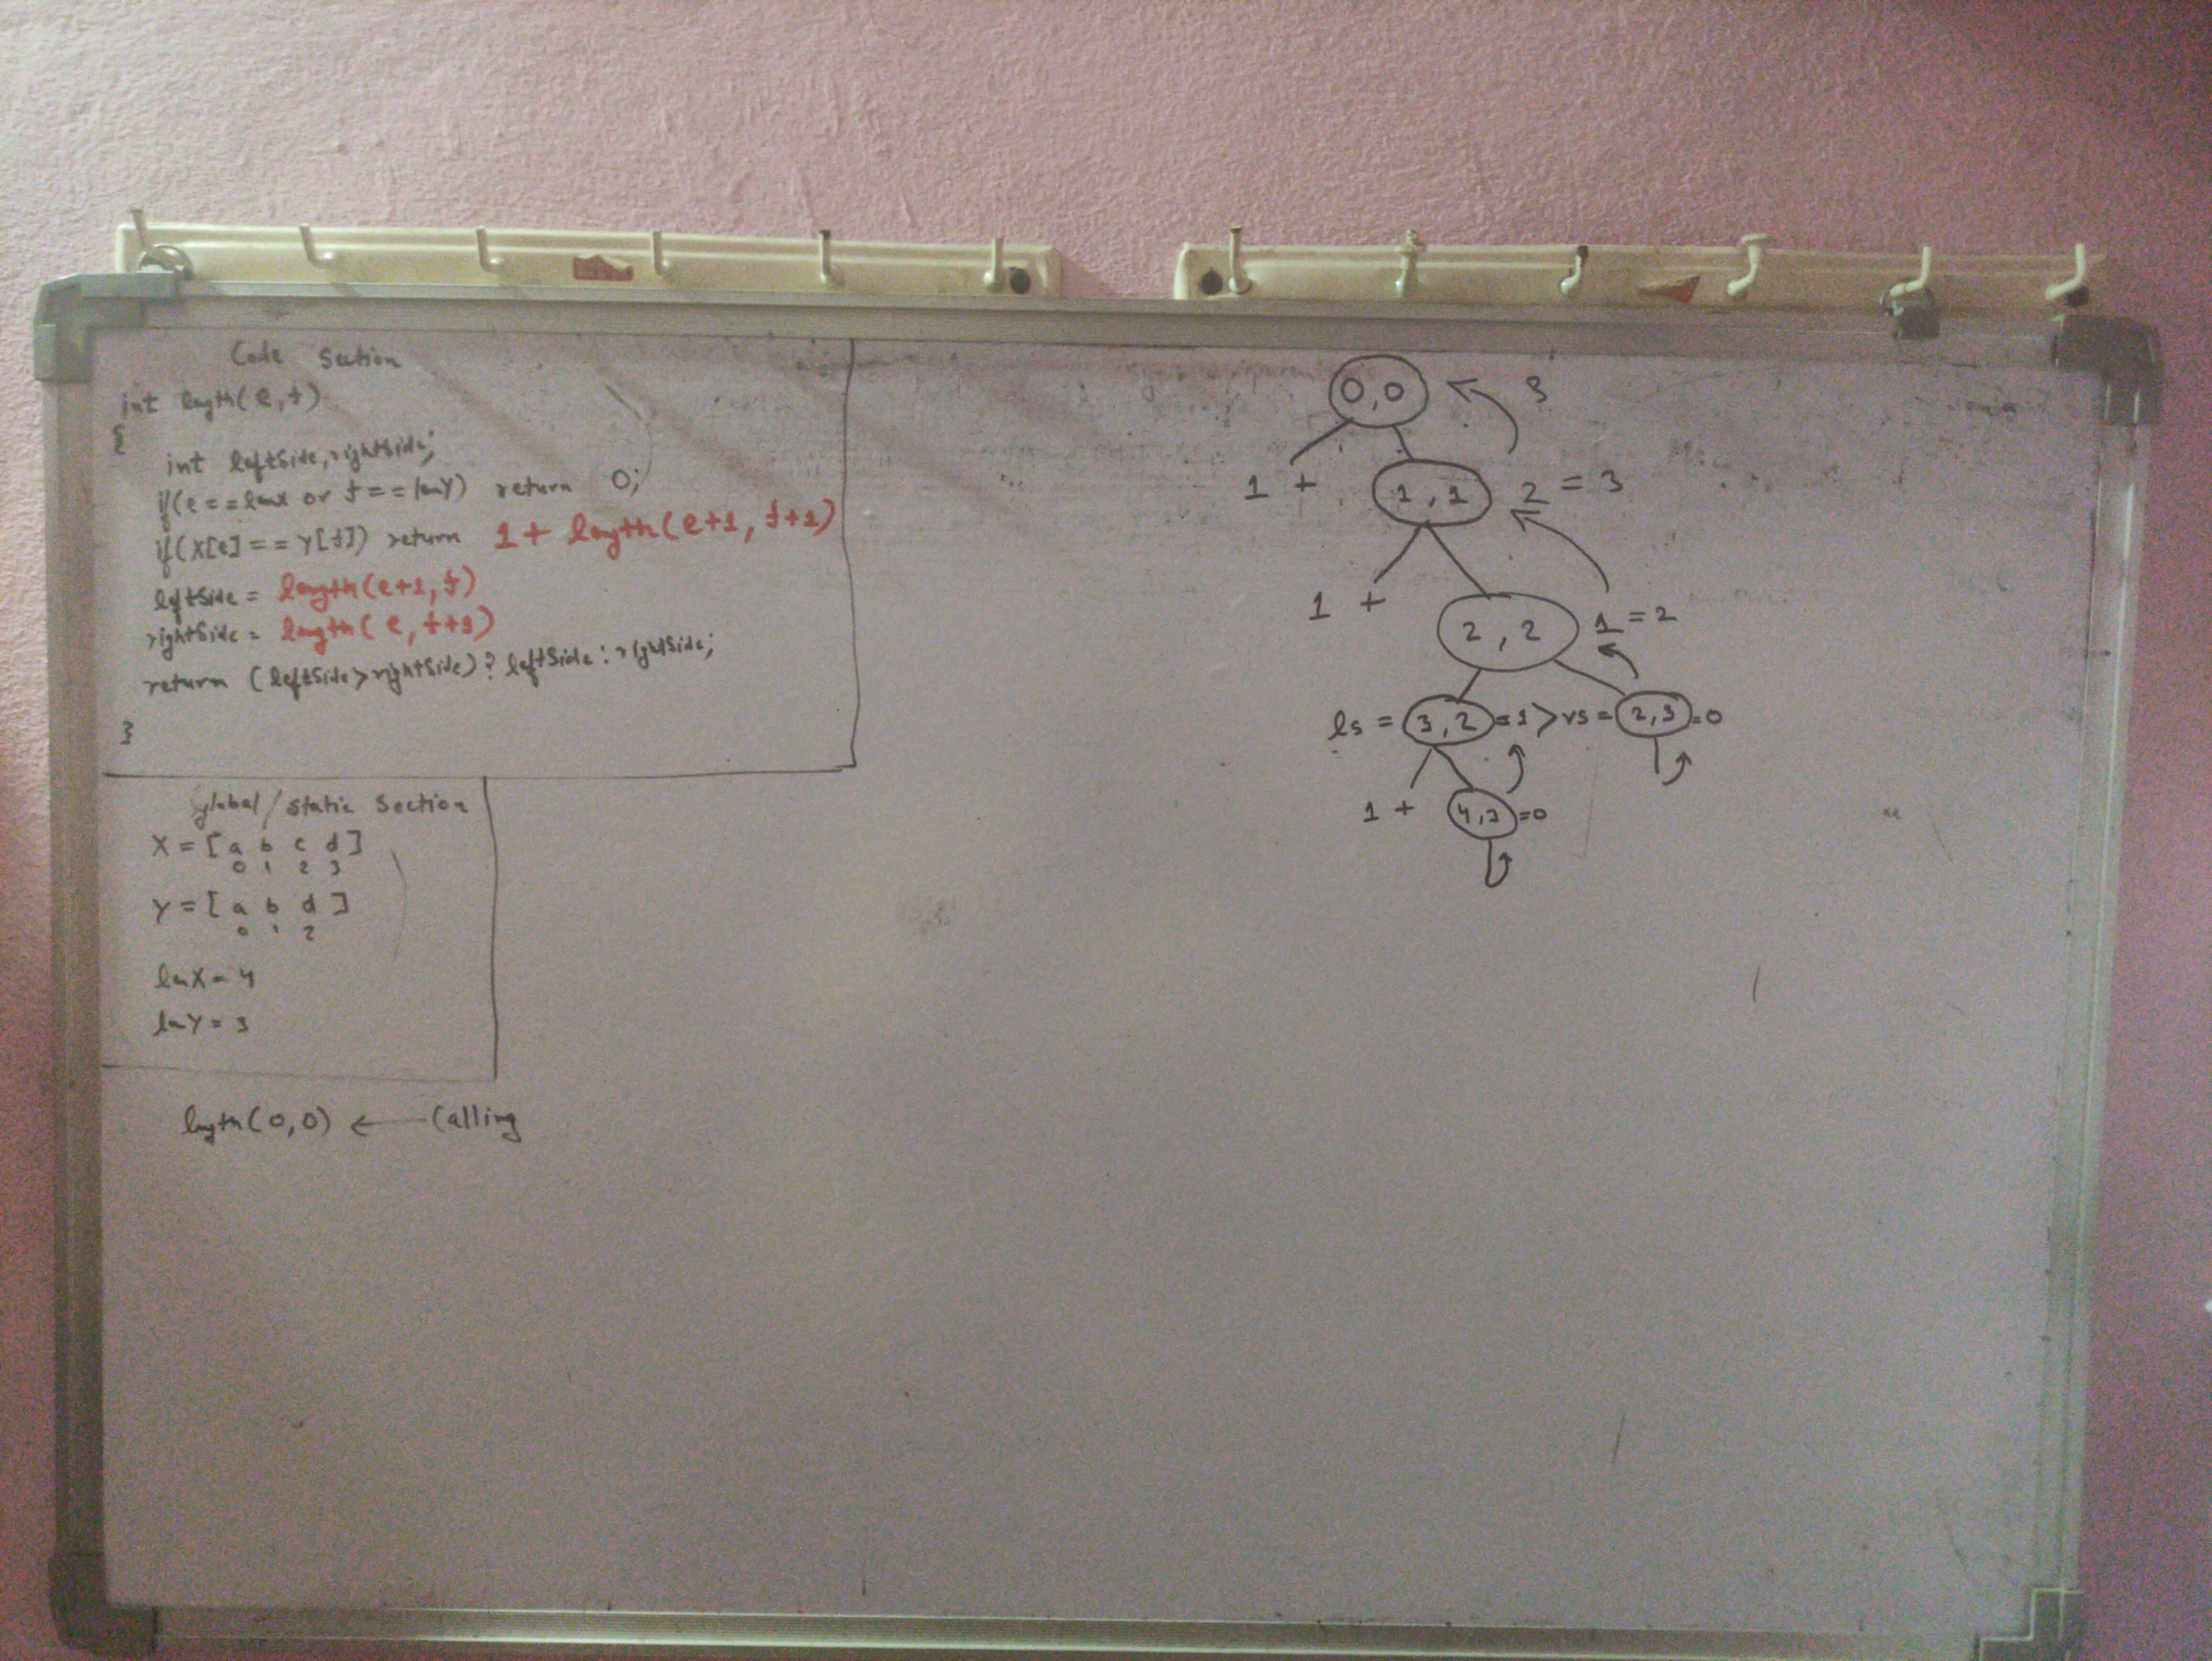 Code Section
int length(e,f)
{
int leftSide, rightSide;
if(e==lenX or f==lenY) return 0;
if(X[e]==Y[f]) return 1+ length(e+1, f+1)
leftSide = length(e+1, f)
rightSide = length(e, f+1)
return (leftSide>rightSide)? leftSide : rightSide;
}
global/static Section
X=[a b c d]
0 1 2 3
Y=[a b d]
0 1 2
lenX=4
lenY=3
length(0,0) ← Calling
0,0 3
1 + 1,1 2 = 3
1 +
2,2 1 = 2
ls = 3,2 = 1 > rs = 2,3 = 0
1 + 4,3 = 0